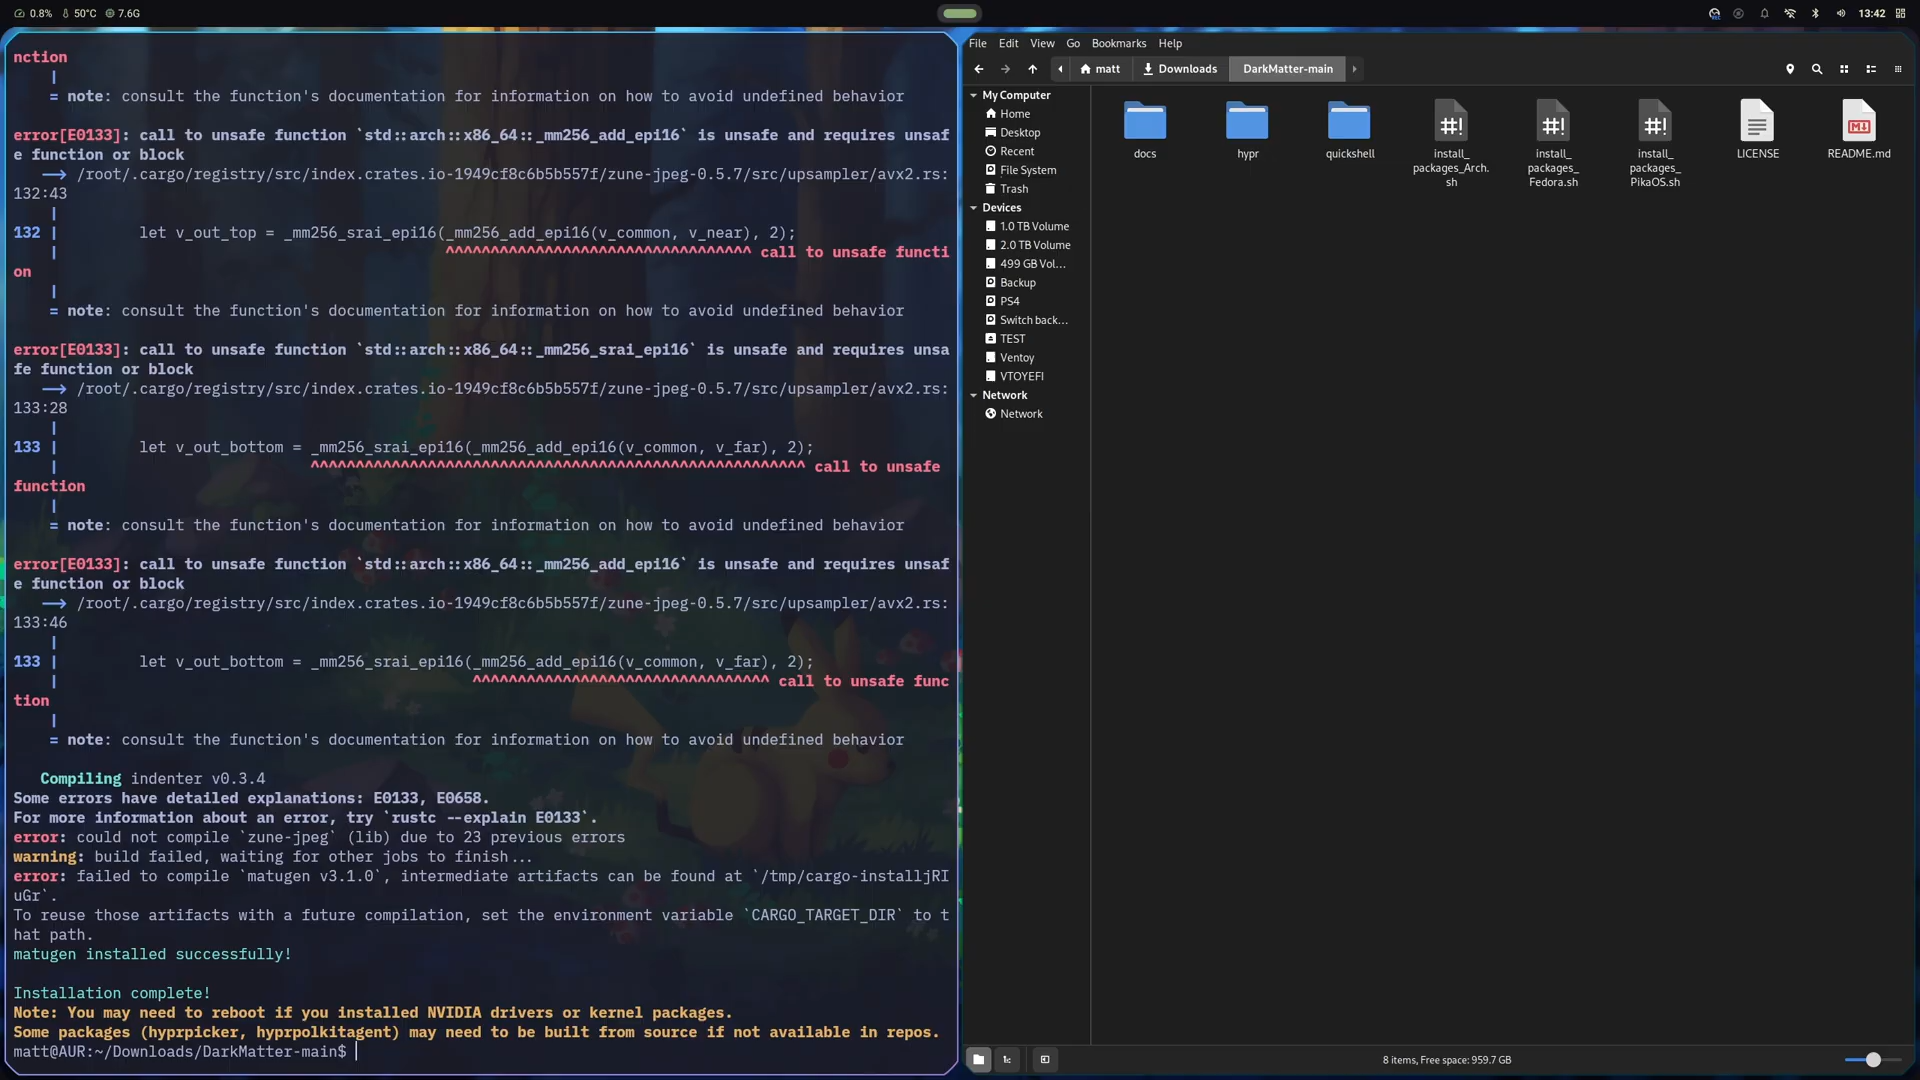 0.8% 50°C 7.6G
13:42
nction
|
= note: consult the function's documentation for information on how to avoid undefined behavior
error[E0133]: call to unsafe function `std::arch::x86_64::_mm256_add_epi16` is unsafe and requires unsaf
e function or block
--> /root/.cargo/registry/src/index.crates.io-1949cf8c6b5b557f/zune-jpeg-0.5.7/src/upsampler/avx2.rs:
132:43
|
132 | let v_out_top = _mm256_srai_epi16(_mm256_add_epi16(v_common, v_near), 2);
| ^^^^^^^^^^^^^^^^^^^^^^^^^^^^^^^^^^ call to unsafe functi
on
|
= note: consult the function's documentation for information on how to avoid undefined behavior
error[E0133]: call to unsafe function `std::arch::x86_64::_mm256_srai_epi16` is unsafe and requires unsa
fe function or block
--> /root/.cargo/registry/src/index.crates.io-1949cf8c6b5b557f/zune-jpeg-0.5.7/src/upsampler/avx2.rs:
133:28
|
133 | let v_out_bottom = _mm256_srai_epi16(_mm256_add_epi16(v_common, v_far), 2);
| ^^^^^^^^^^^^^^^^^^^^^^^^^^^^^^^^^^^^^^^^^^^^^^^^^^^^^^^ call to unsafe
function
|
= note: consult the function's documentation for information on how to avoid undefined behavior
error[E0133]: call to unsafe function `std::arch::x86_64::_mm256_add_epi16` is unsafe and requires unsaf
e function or block
--> /root/.cargo/registry/src/index.crates.io-1949cf8c6b5b557f/zune-jpeg-0.5.7/src/upsampler/avx2.rs:
133:46
|
133 | let v_out_bottom = _mm256_srai_epi16(_mm256_add_epi16(v_common, v_far), 2);
| ^^^^^^^^^^^^^^^^^^^^^^^^^^^^^^^^^ call to unsafe func
tion
|
= note: consult the function's documentation for information on how to avoid undefined behavior
Compiling indenter v0.3.4
Some errors have detailed explanations: E0133, E0658.
For more information about an error, try `rustc --explain E0133`.
error: could not compile `zune-jpeg` (lib) due to 23 previous errors
warning: build failed, waiting for other jobs to finish...
error: failed to compile `matugen v3.1.0`, intermediate artifacts can be found at `/tmp/cargo-installjRI
uGr`.
To reuse those artifacts with a future compilation, set the environment variable `CARGO_TARGET_DIR` to t
hat path.
matugen installed successfully!
Installation complete!
Note: You may need to reboot if you installed NVIDIA drivers or kernel packages.
Some packages (hyprpicker, hyprpolkitagent) may need to be built from source if not available in repos.
matt@AUR:~/Downloads/DarkMatter-main$
File Edit View Go Bookmarks Help
matt Downloads DarkMatter-main
My Computer
Home
Desktop
Recent
File System
Trash
Devices
1.0 TB Volume
2.0 TB Volume
499 GB Vol...
Backup
PS4
Switch back...
TEST
Ventoy
VTOYEFI
Network
Network
docs
hypr
quickshell
#!
install_
packages_Arch.
sh
#!
install_
packages_
Fedora.sh
#!
install_
packages_
PikaOS.sh
LICENSE
README.md
8 items, Free space: 959.7 GB